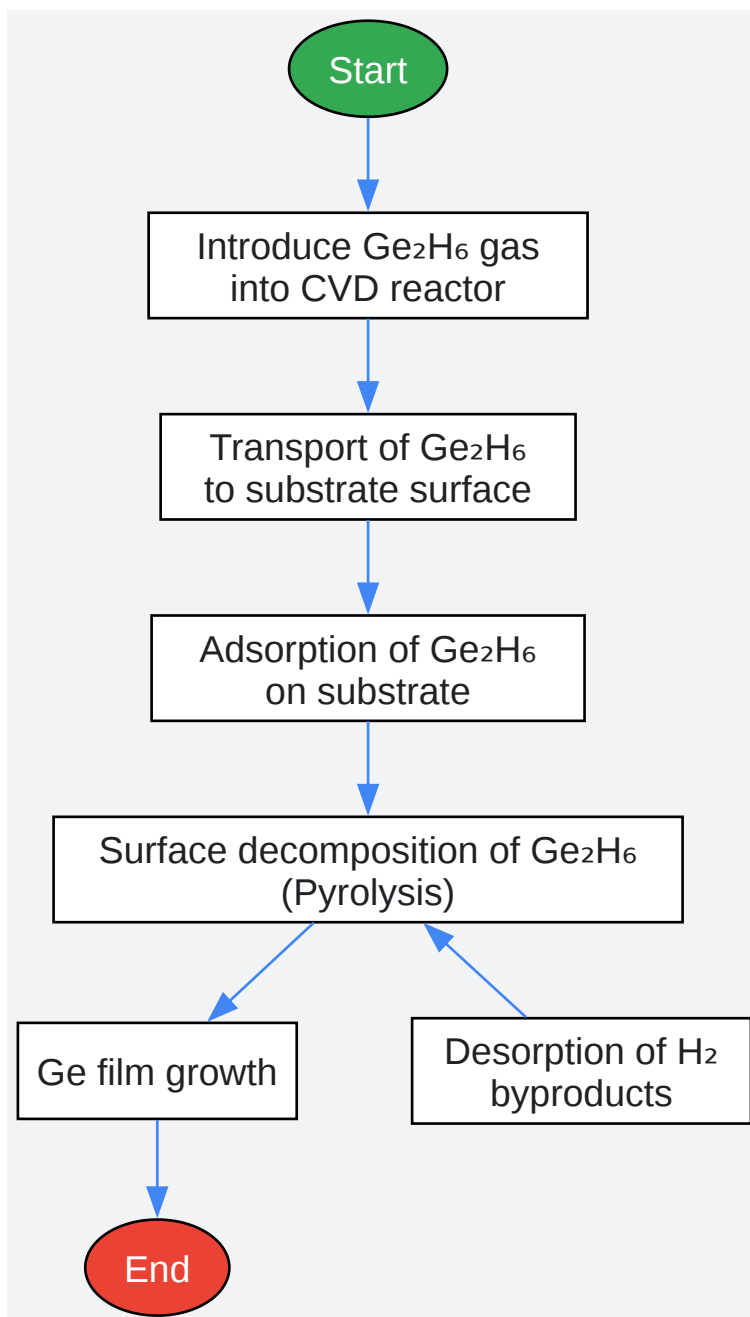 Start
Introduce Ge₂H₆ gas
into CVD reactor
Transport of Ge₂H₆
to substrate surface
Adsorption of Ge₂H₆
on substrate
Surface decomposition of Ge₂H₆
(Pyrolysis)
Ge film growth
Desorption of H₂
byproducts
End